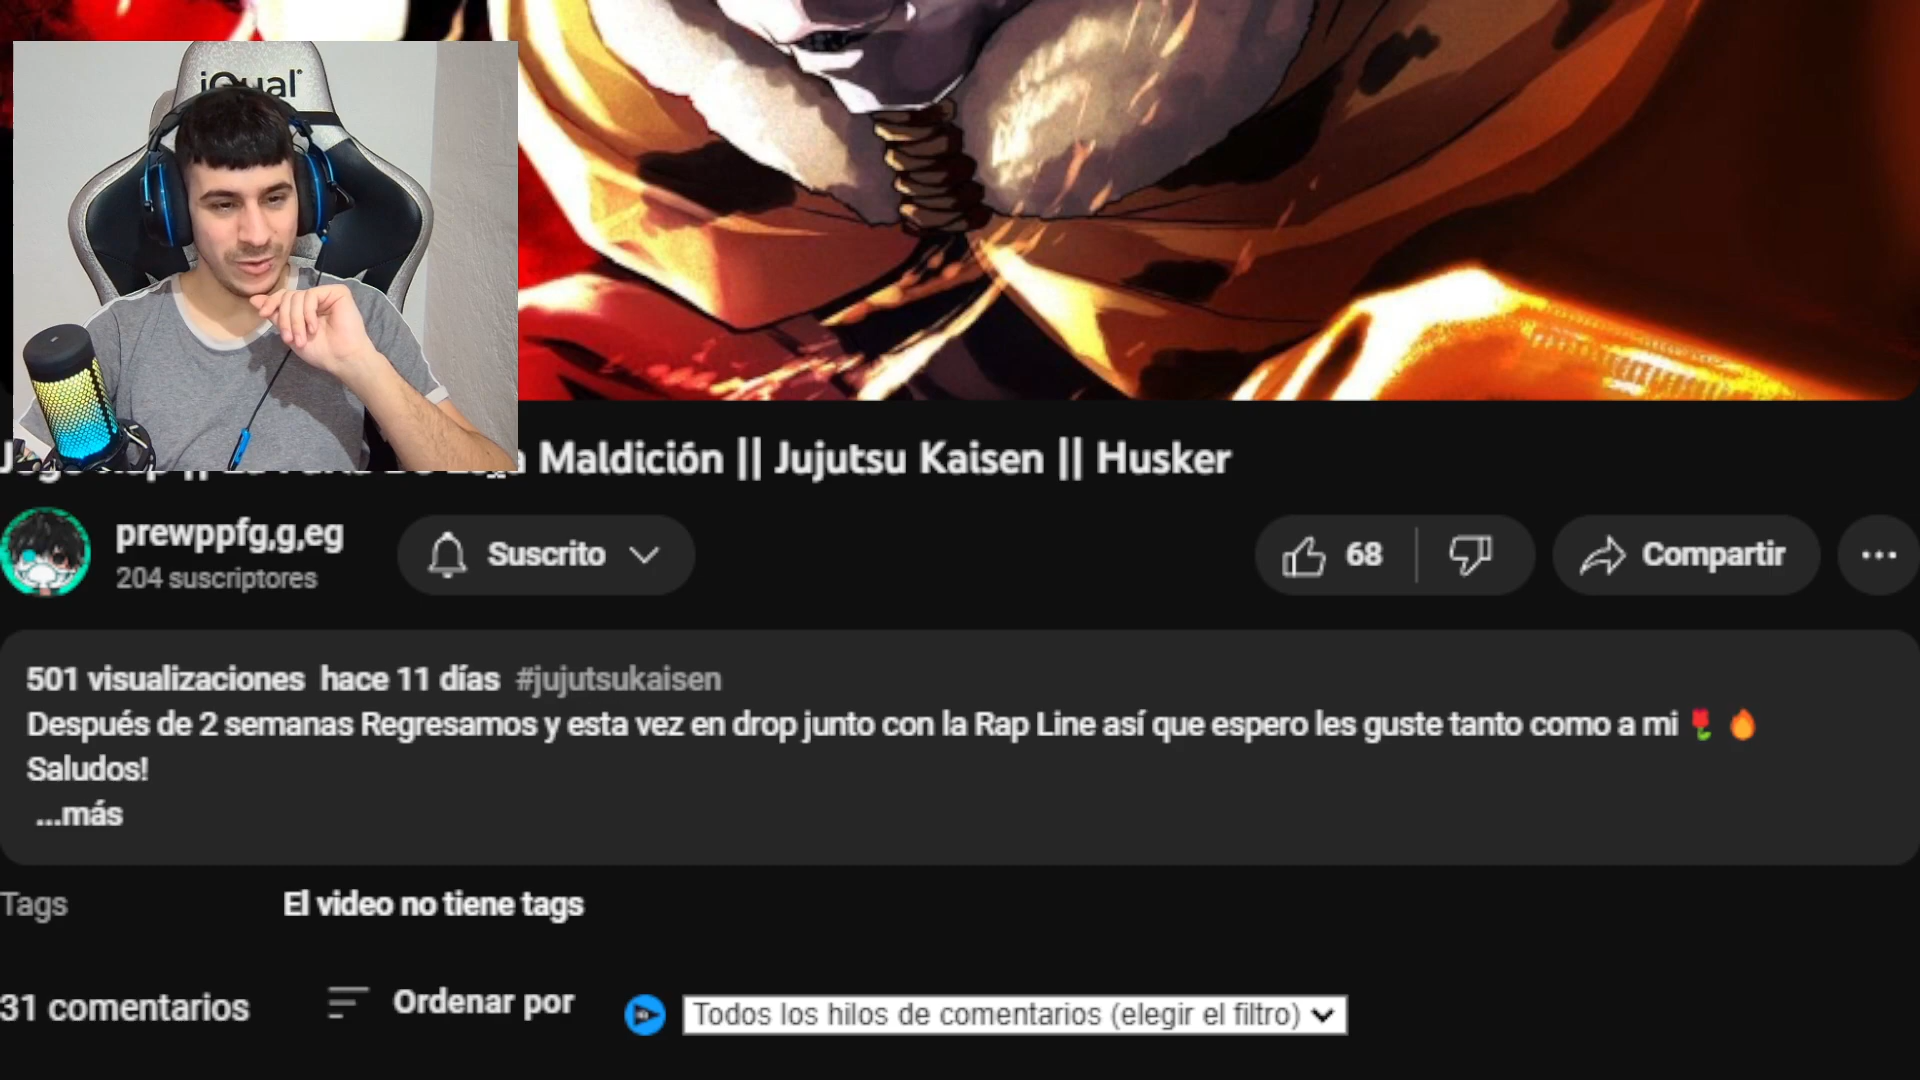 iQual
Maldición || Jujutsu Kaisen || Husker
prewppfg,g,eg
Suscrito
68
Compartir
204 suscriptores
501 visualizaciones hace 11 días #jujutsukaisen
Después de 2 semanas Regresamos y esta vez en drop junto con la Rap Line así que espero les guste tanto como a mi 🌷 🔥
Saludos!
...más
Tags
El video no tiene tags
31 comentarios
Ordenar por
Todos los hilos de comentarios (elegir el filtro)